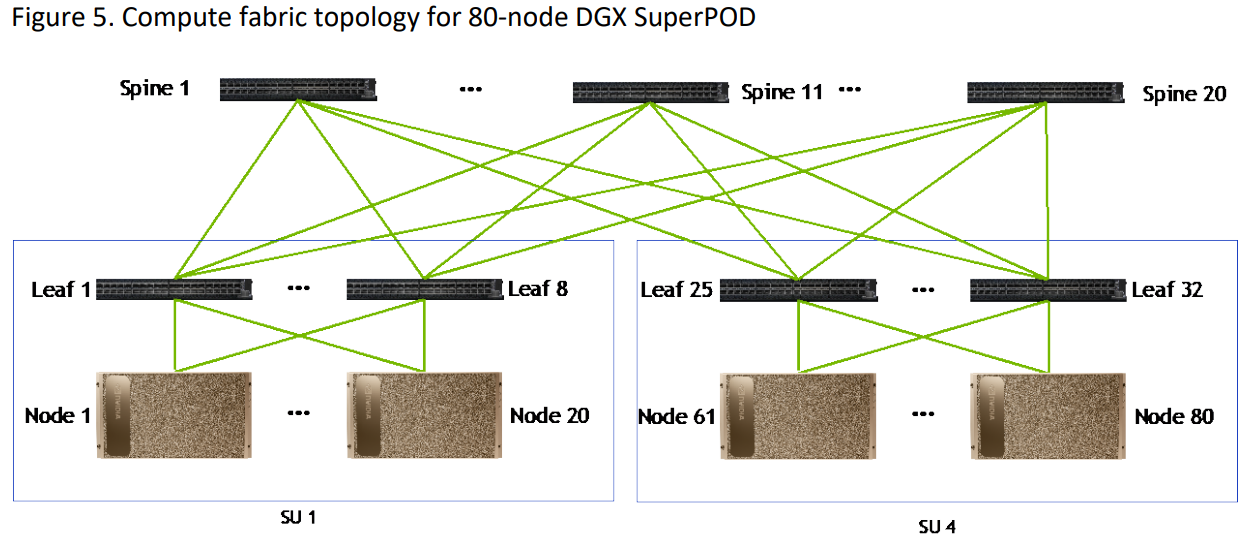 Figure 5. Compute fabric topology for 80-node DGX SuperPOD
Spine 1
...
Spine 11
...
Spine 20
Leaf 1
...
Leaf 8
Leaf 25
...
Leaf 32
Node 1
...
Node 20
Node 61
...
Node 80
SU 1
SU 4